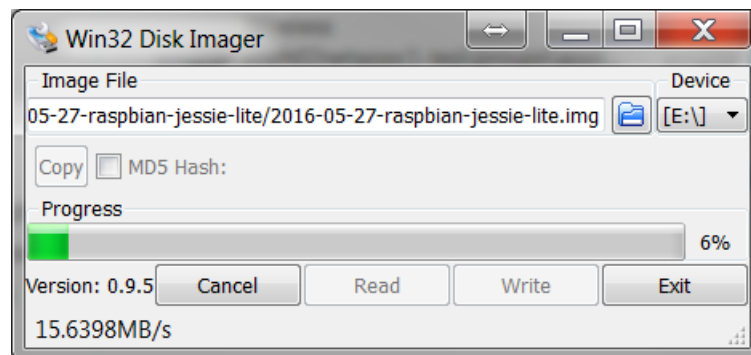 Win32 Disk Imager
Image File
Device
05-27-raspbian-jessie-lite/2016-05-27-raspbian-jessie-lite.img [E:\]
Copy MD5 Hash:
Progress
6%
Version: 0.9.5 Cancel Read Write Exit
15.6398MB/s